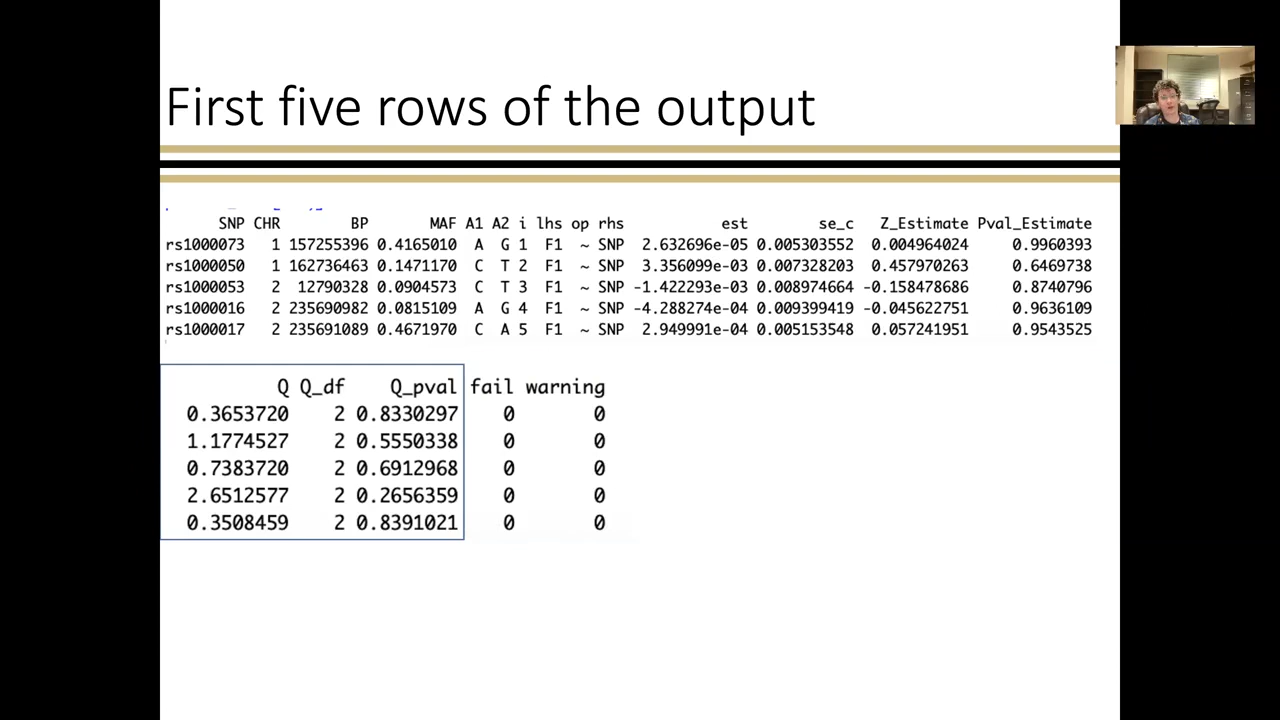 First five rows of the output
SNP CHR BP MAF A1 A2 i lhs op rhs est se_c Z_Estimate Pval_Estimate
rs1000073 1 157255396 0.4165010 A G 1 F1 ~ SNP 2.632696e-05 0.005303552 0.004964024 0.9960393
rs1000050 1 162736463 0.1471170 C T 2 F1 ~ SNP 3.356099e-03 0.007328203 0.457970263 0.6469738
rs1000053 2 12790328 0.0904573 C T 3 F1 ~ SNP -1.422293e-03 0.008974664 -0.158478686 0.8740796
rs1000016 2 235690982 0.0815109 A G 4 F1 ~ SNP -4.288274e-04 0.009399419 -0.045622751 0.9636109
rs1000017 2 235691089 0.4671970 C A 5 F1 ~ SNP 2.949991e-04 0.005153548 0.057241951 0.9543525
Q Q_df Q_pval fail warning
0.3653720 2 0.8330297 0 0
1.1774527 2 0.5550338 0 0
0.7383720 2 0.6912968 0 0
2.6512577 2 0.2656359 0 0
0.3508459 2 0.8391021 0 0